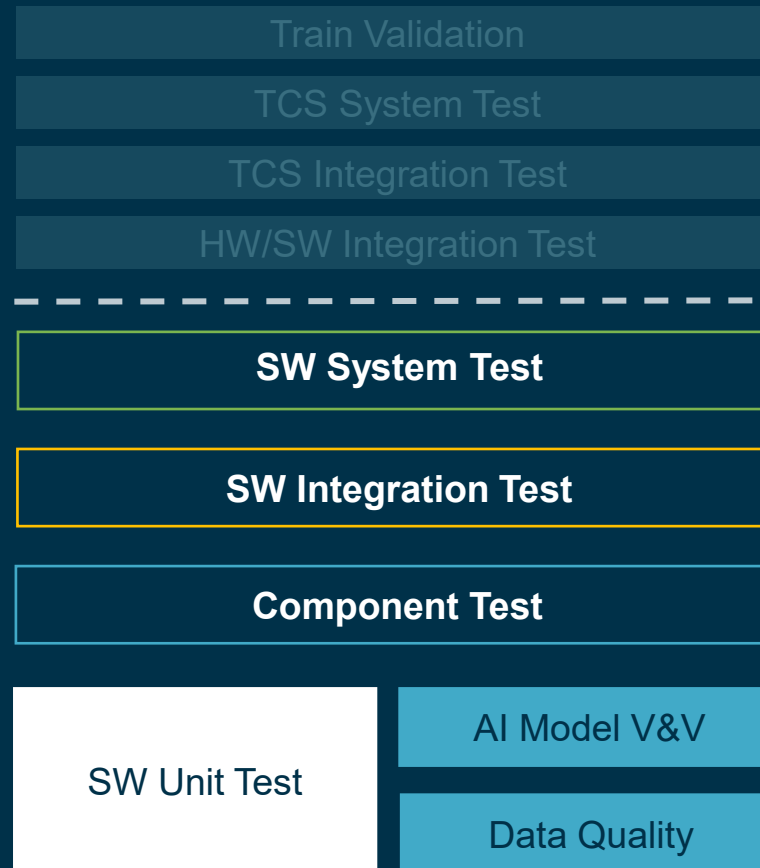 Train Validation
TCS System Test
TCS Integration Test
HW/SW Integration Test
SW System Test
SW Integration Test
Component Test
SW Unit Test
AI Model V&V
Data Quality